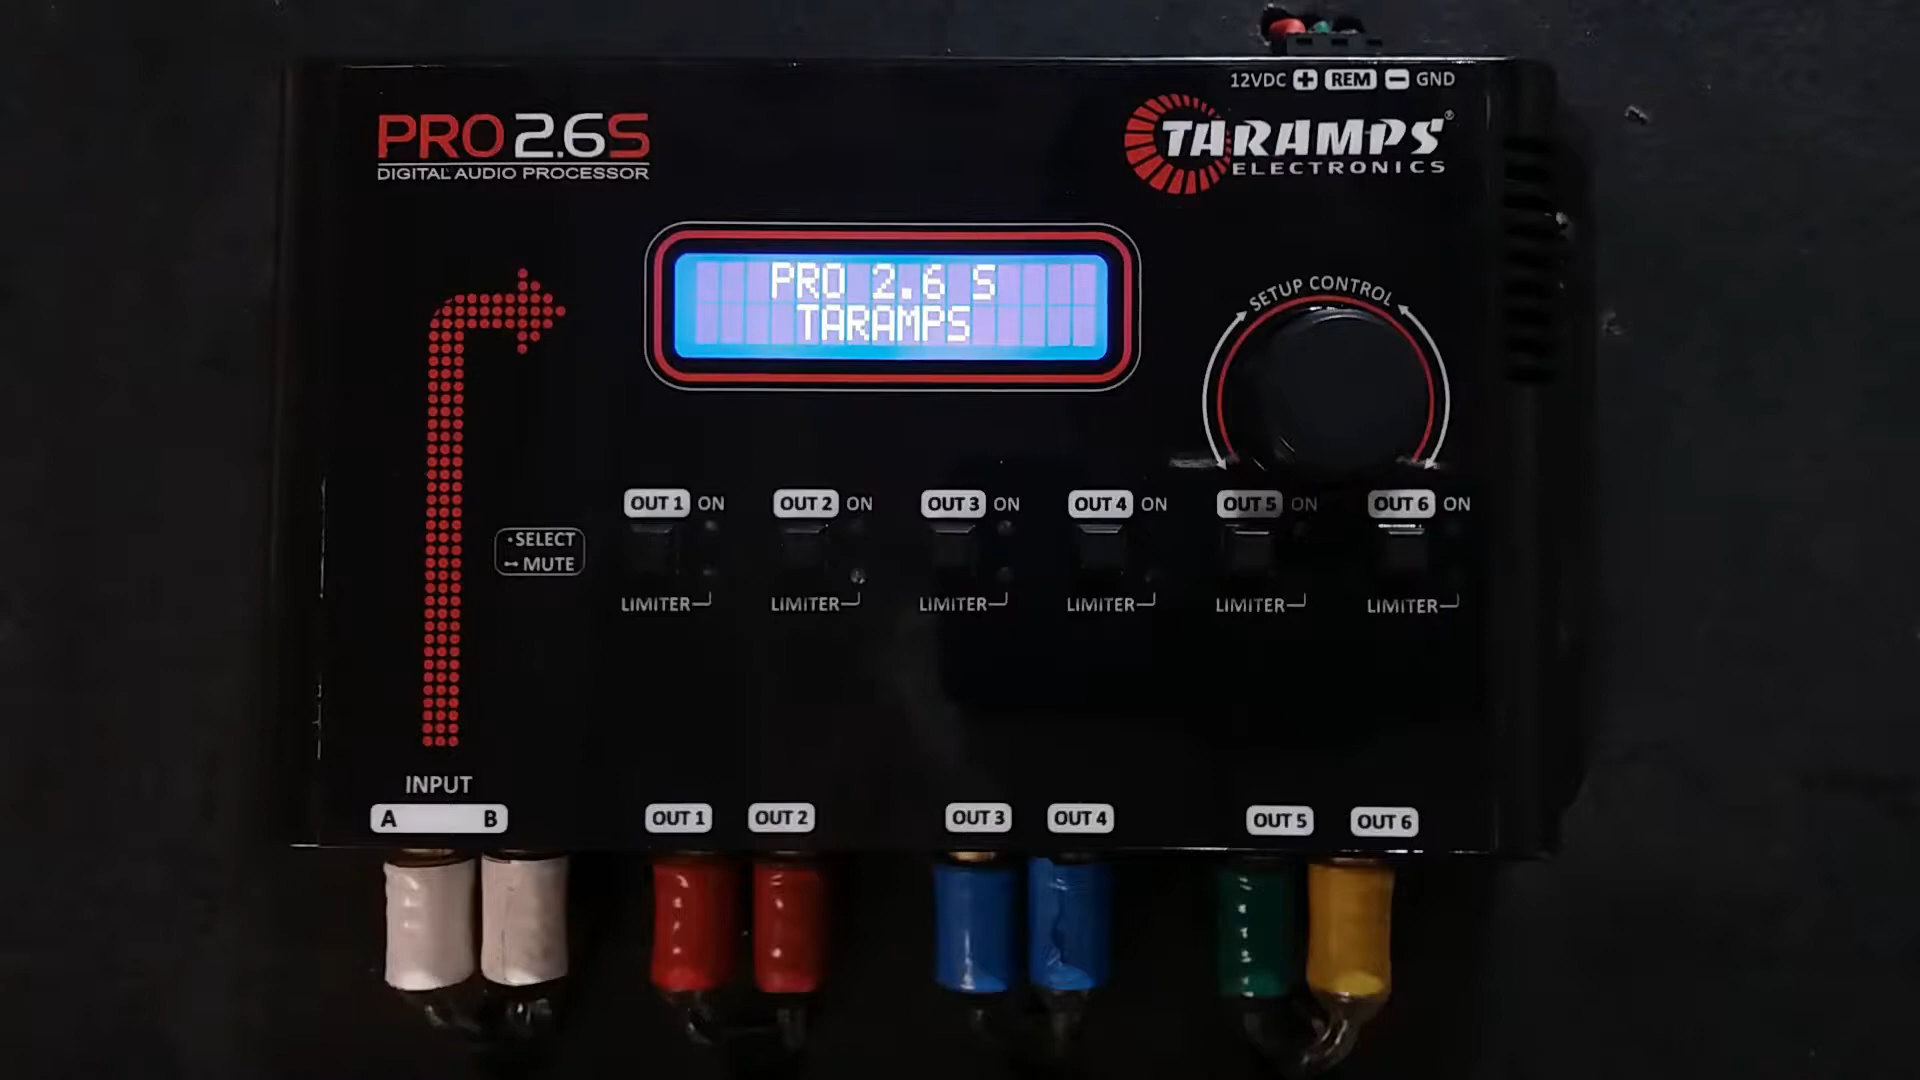 12VDC + REM - GND
PRO 2.6S
DIGITAL AUDIO PROCESSOR
TARAMPS®
ELECTRONICS
PRO 2.6 S
TARAMPS
SETUP CONTROL
OUT 1 ON OUT 2 ON OUT 3 ON OUT 4 ON OUT 5 ON OUT 6 ON
SELECT
MUTE
LIMITER LIMITER LIMITER LIMITER LIMITER LIMITER
INPUT
A B OUT 1 OUT 2 OUT 3 OUT 4 OUT 5 OUT 6